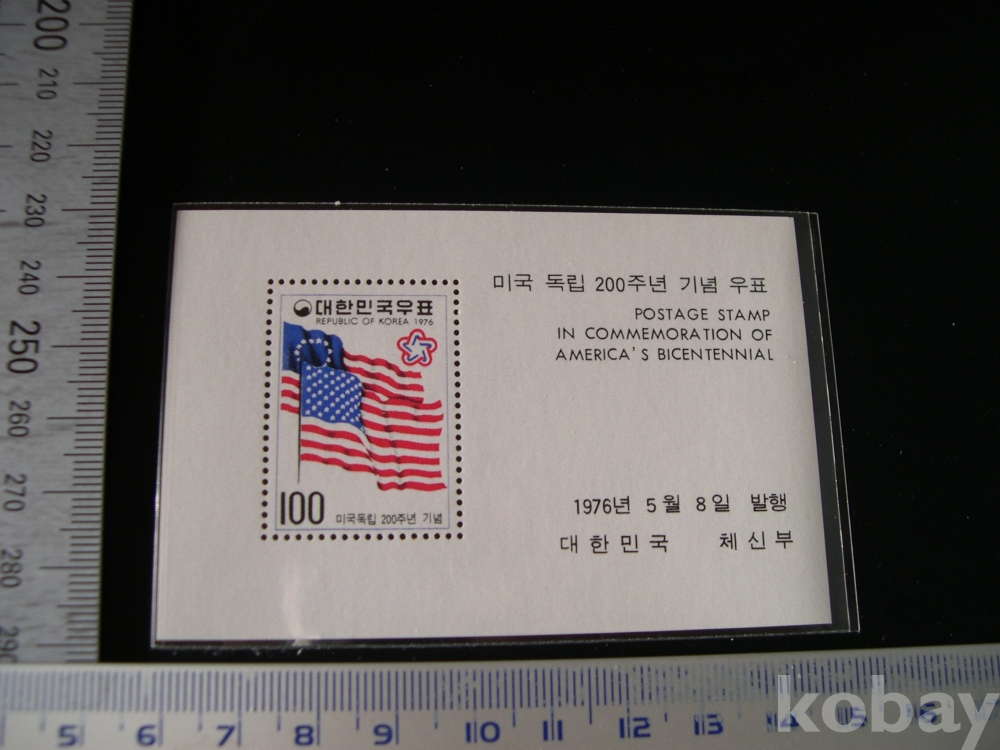 200
210
220
230
240
250
260
270
280
290
미국 독립 200주년 기념 우표
POSTAGE STAMP
IN COMMEMORATION OF
AMERICA'S BICENTENNIAL
대한민국우표
REPUBLIC OF KOREA 1976
100 미국독립 200주년 기념
1976년 5월 8일 발행
대한민국 체신부
5 6 7 8 9 10 11 12 13 14 15 16
kobay